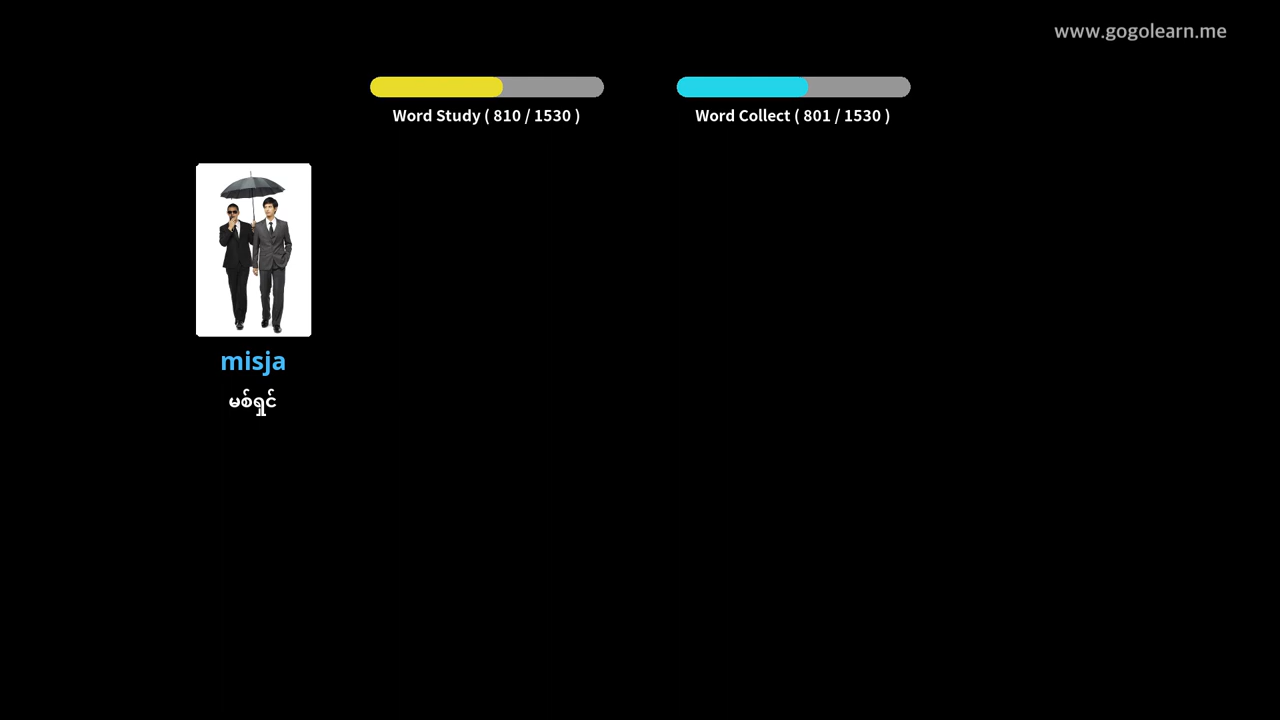 www.gogolearn.me
Word Study ( 810 / 1530 )
Word Collect ( 801 / 1530 )
misja
မစ်ရှင်